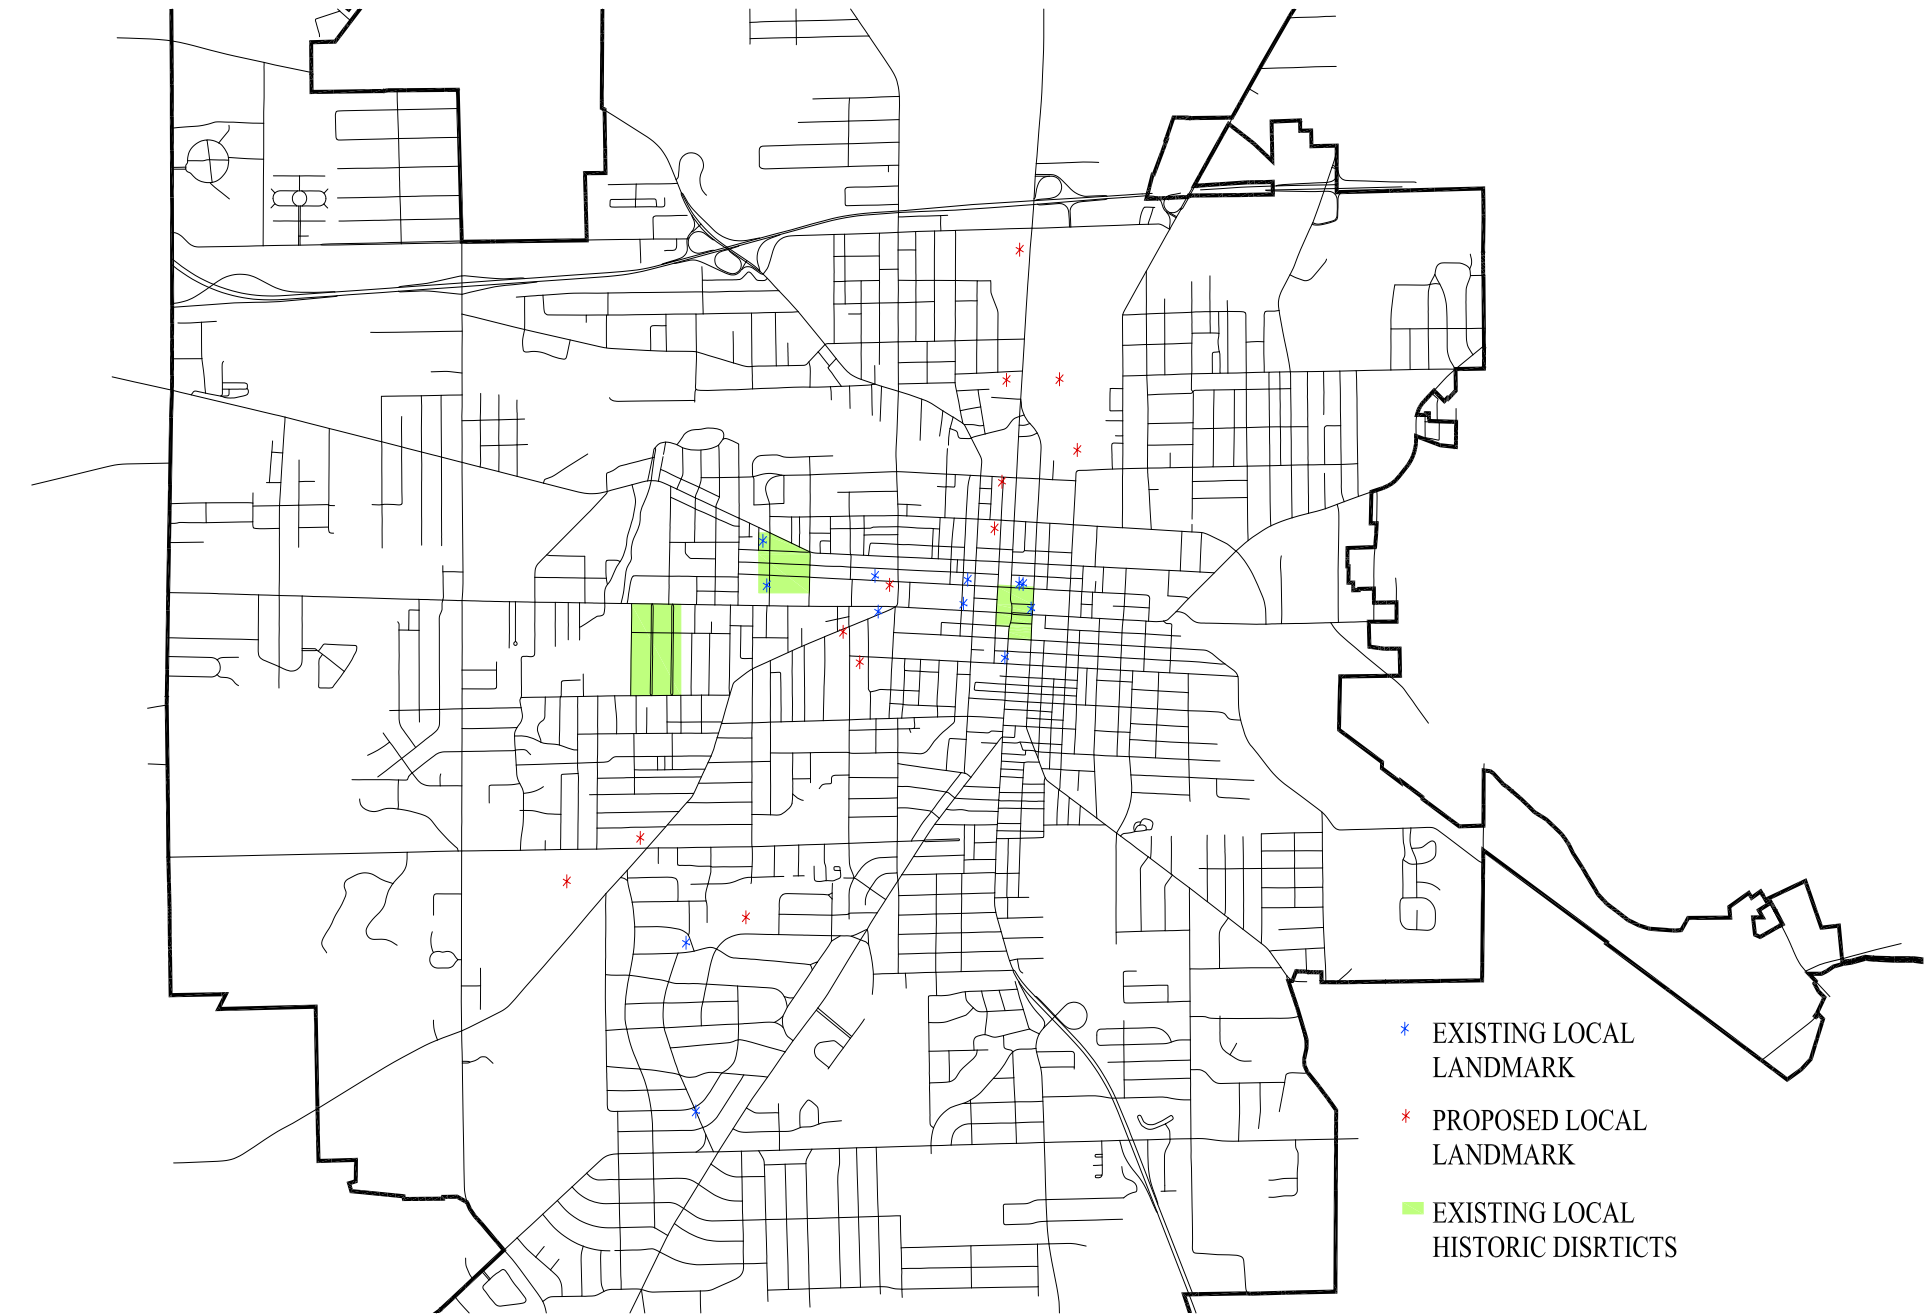 EXISTING LOCAL
LANDMARK
PROPOSED LOCAL
LANDMARK
EXISTING LOCAL
HISTORIC DISRTICTS